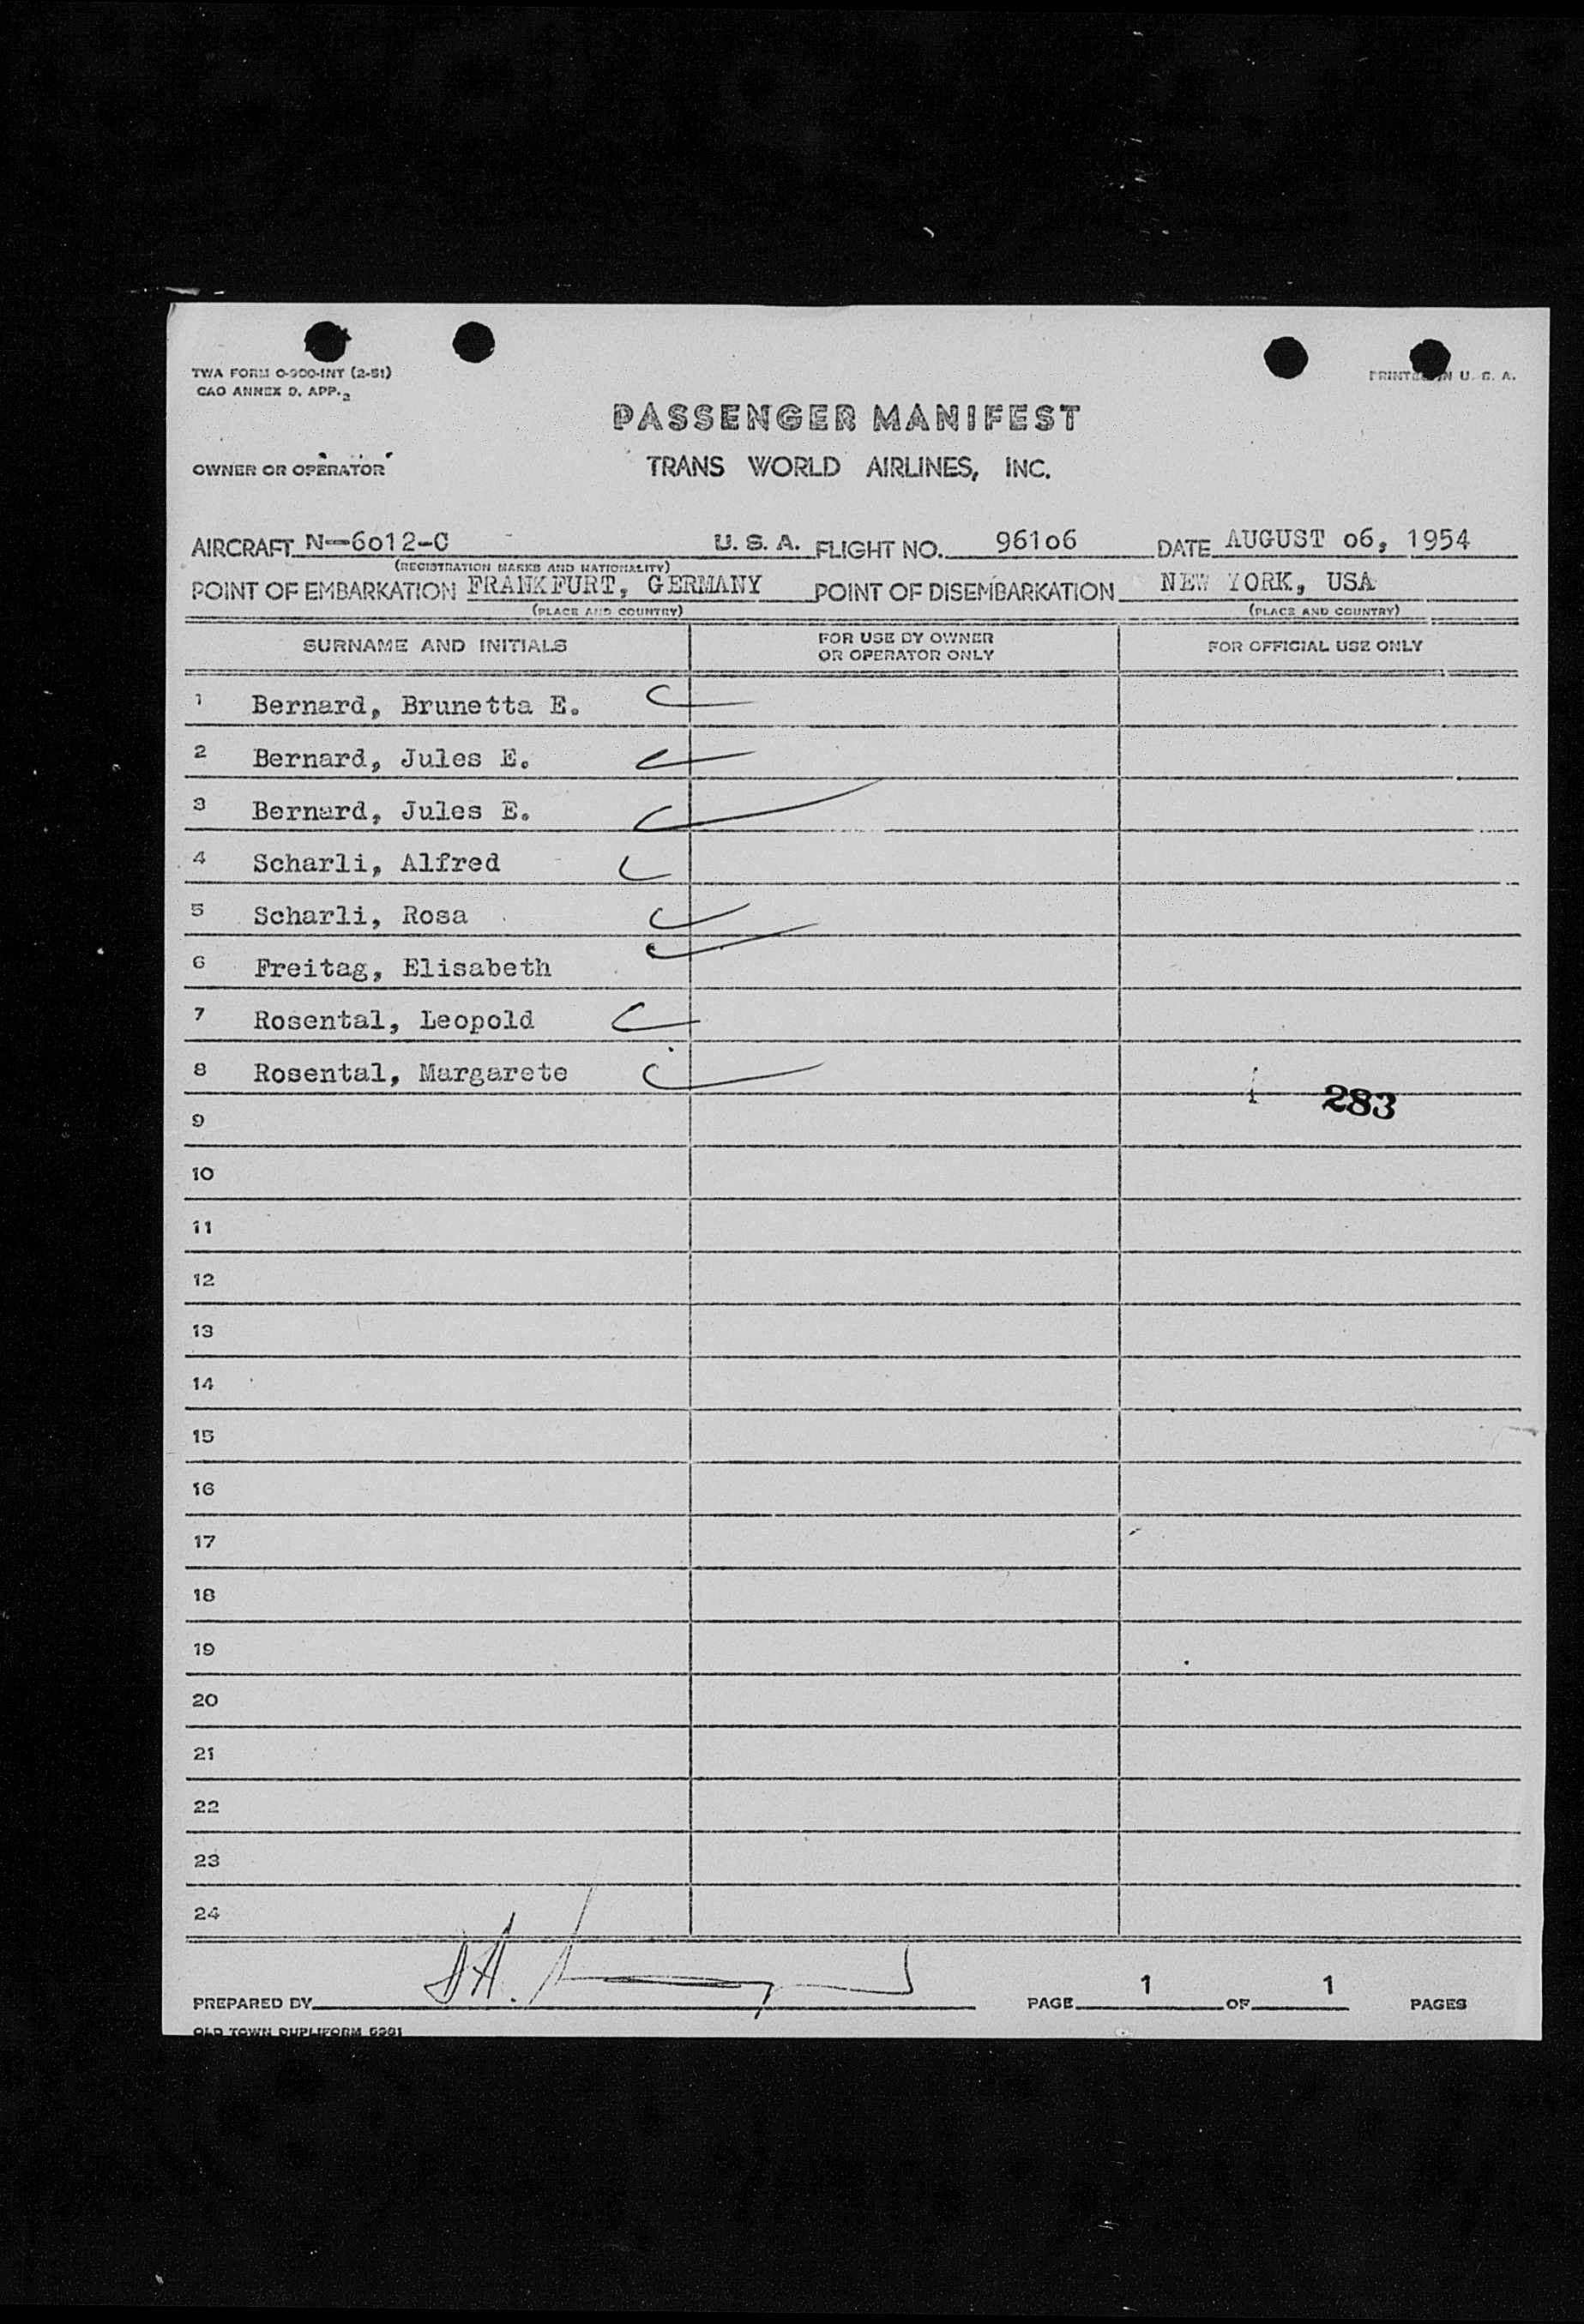 TWA FORM O-900-INT (2-51)
CAO ANNEX D. APP.2
PRINTED IN U. S. A.
PASSENGER MANIFEST
OWNER OR OPERATOR
TRANS WORLD AIRLINES, INC.
AIRCRAFT N-6012-C U. S. A. FLIGHT NO. 96106 DATE AUGUST 06, 1954
(REGISTRATION MARKS AND NATIONALITY)
POINT OF EMBARKATION FRANKFURT, GERMANY POINT OF DISEMBARKATION NEW YORK, USA
(PLACE AND COUNTRY) (PLACE AND COUNTRY)
SURNAME AND INITIALS FOR USE BY OWNER OR OPERATOR ONLY FOR OFFICIAL USE ONLY
1 Bernard, Brunetta E.
2 Bernard, Jules E.
3 Bernard, Jules E.
4 Scharli, Alfred
5 Scharli, Rosa
6 Freitag, Elisabeth
7 Rosental, Leopold
8 Rosental, Margarete
283
9
10
11
12
13
14
15
16
17
18
19
20
21
22
23
24
PREPARED BY PAGE 1 OF 1 PAGES
OLD TOWN DUPLIFORM